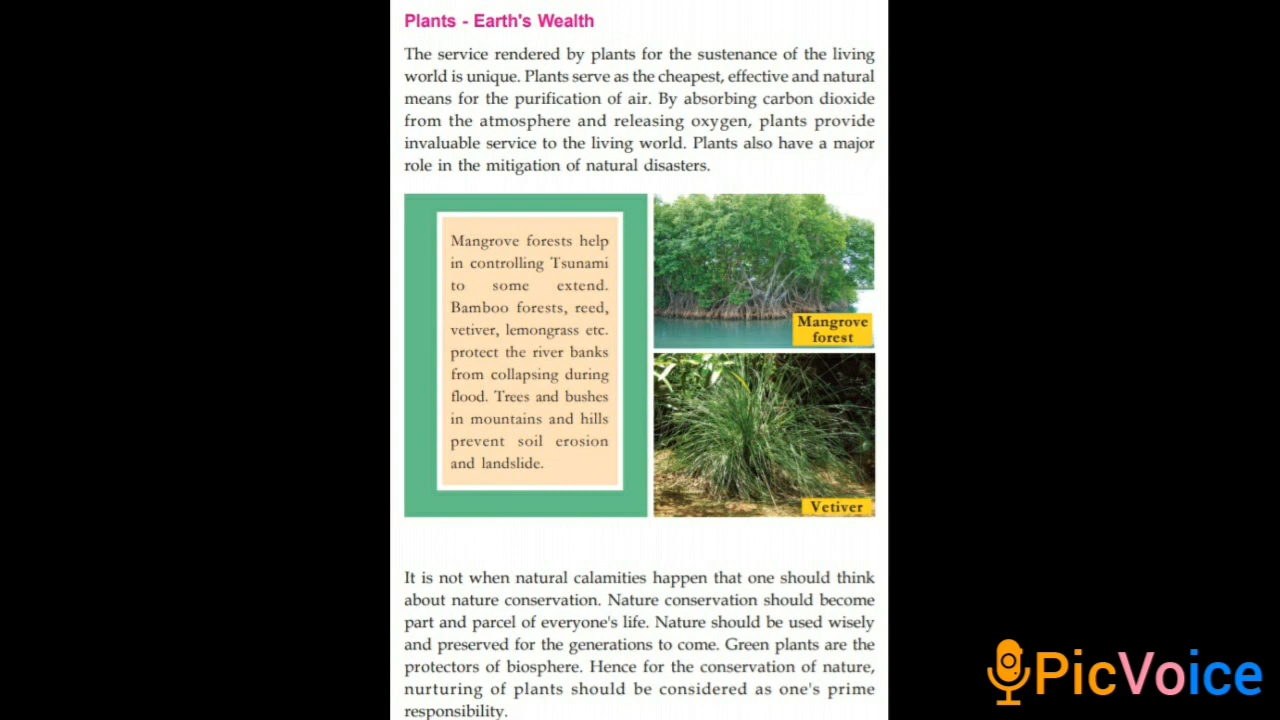 Plants - Earth's Wealth
The service rendered by plants for the sustenance of the living
world is unique. Plants serve as the cheapest, effective and natural
means for the purification of air. By absorbing carbon dioxide
from the atmosphere and releasing oxygen, plants provide
invaluable service to the living world. Plants also have a major
role in the mitigation of natural disasters.
Mangrove forests help
in controlling Tsunami
to some extend.
Bamboo forests, reed,
vetiver, lemongrass etc.
protect the river banks
from collapsing during
flood. Trees and bushes
in mountains and hills
prevent soil erosion
and landslide.
Mangrove
forest
Vetiver
It is not when natural calamities happen that one should think
about nature conservation. Nature conservation should become
part and parcel of everyone's life. Nature should be used wisely
and preserved for the generations to come. Green plants are the
protectors of biosphere. Hence for the conservation of nature,
nurturing of plants should be considered as one's prime
responsibility.
PicVoice